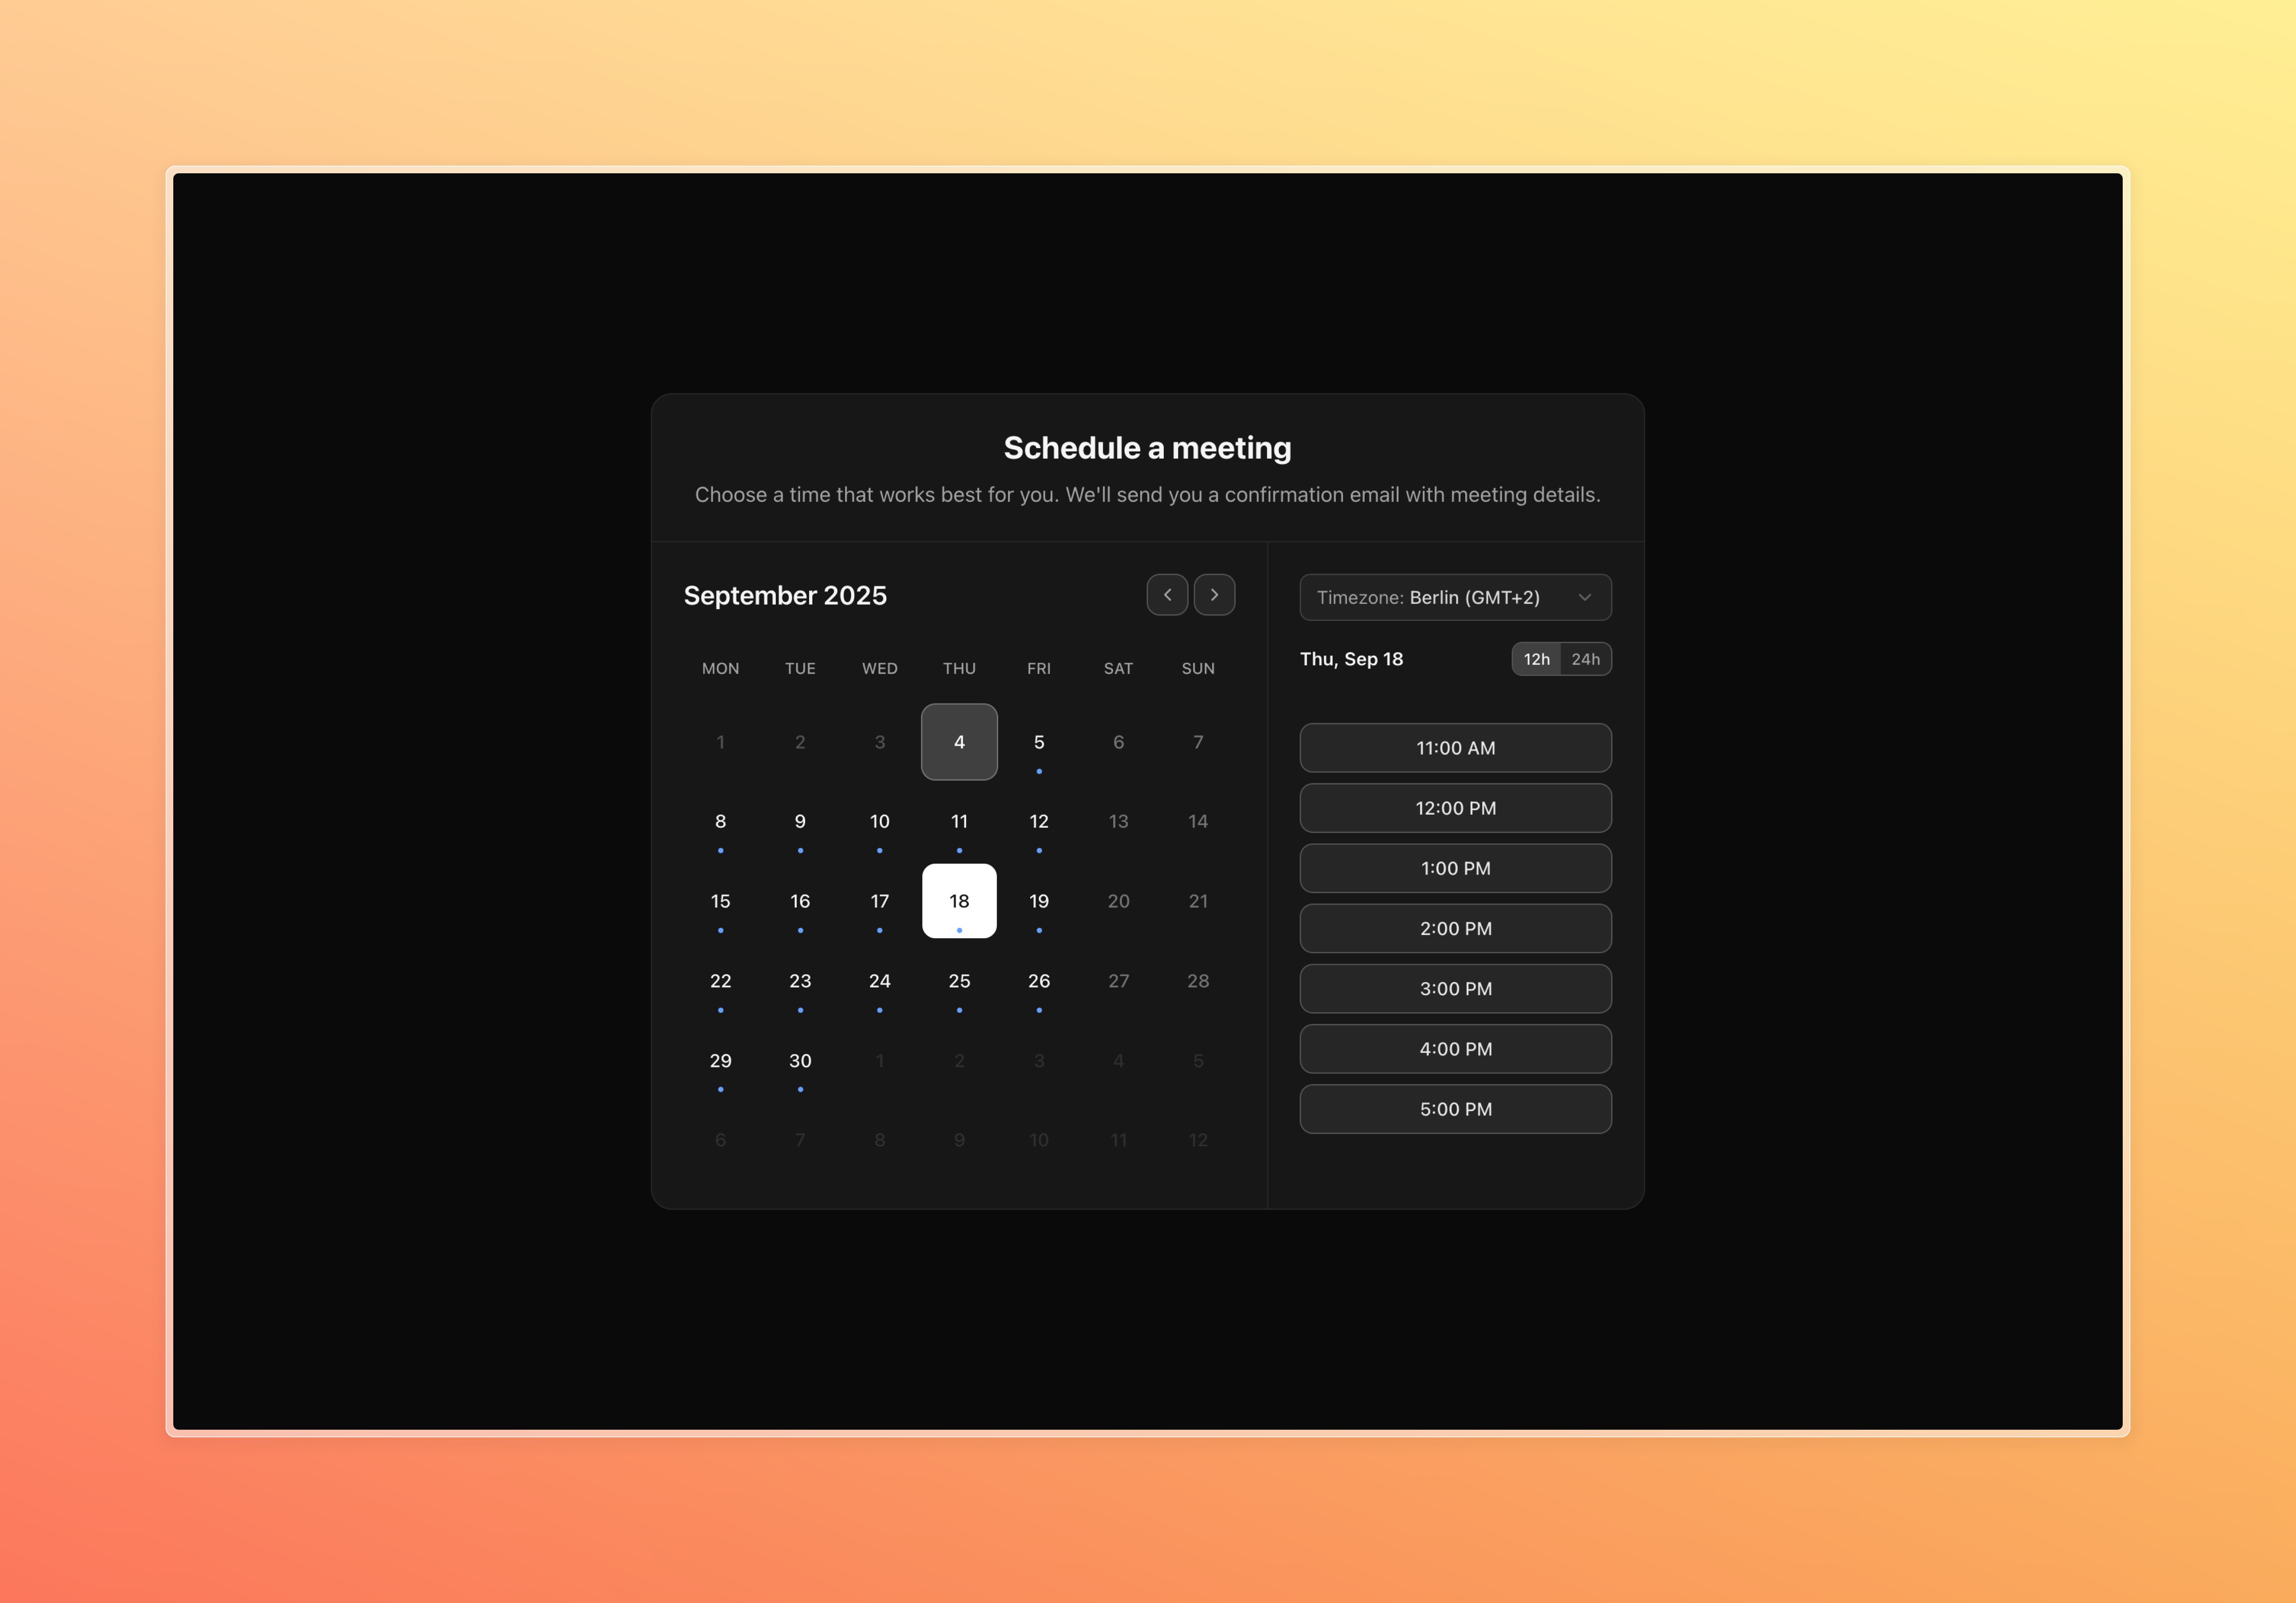 Schedule a meeting
Choose a time that works best for you. We'll send you a confirmation email with meeting details.
September 2025
MON TUE WED THU FRI SAT SUN
1 2 3 4 5 6 7
8 9 10 11 12 13 14
15 16 17 18 19 20 21
22 23 24 25 26 27 28
29 30 1 2 3 4 5
6 7 8 9 10 11 12
Timezone: Berlin (GMT+2)
Thu, Sep 18 12h 24h
11:00 AM
12:00 PM
1:00 PM
2:00 PM
3:00 PM
4:00 PM
5:00 PM